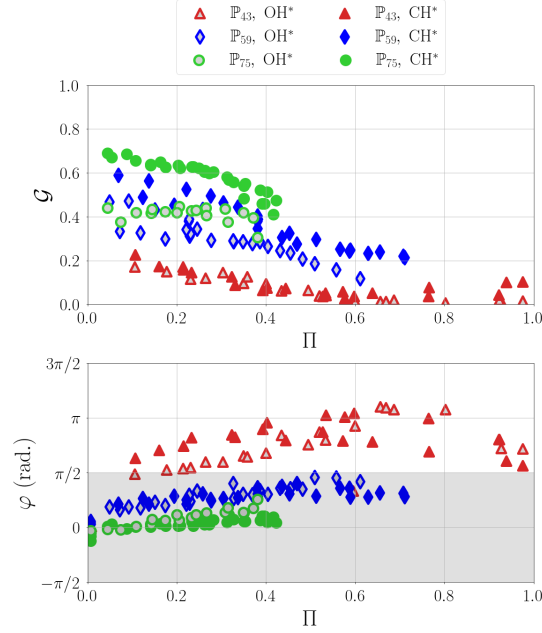 ℙ₄₃, OH* ℙ₄₃, CH*
ℙ₅₉, OH* ℙ₅₉, CH*
ℙ₇₅, OH* ℙ₇₅, CH*
1.0
0.8
0.6
0.4
0.2
0.0
𝒢
0.0 0.2 0.4 0.6 0.8 1.0
Π
3π/2
π
π/2
0
−π/2
φ (rad.)
0.0 0.2 0.4 0.6 0.8 1.0
Π